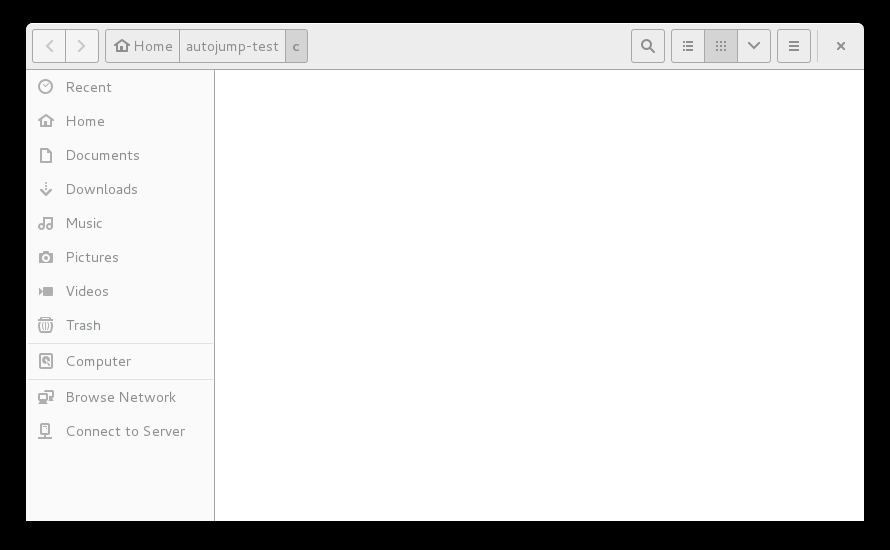 Home autojump-test c
Recent
Home
Documents
Downloads
Music
Pictures
Videos
Trash
Computer
Browse Network
Connect to Server